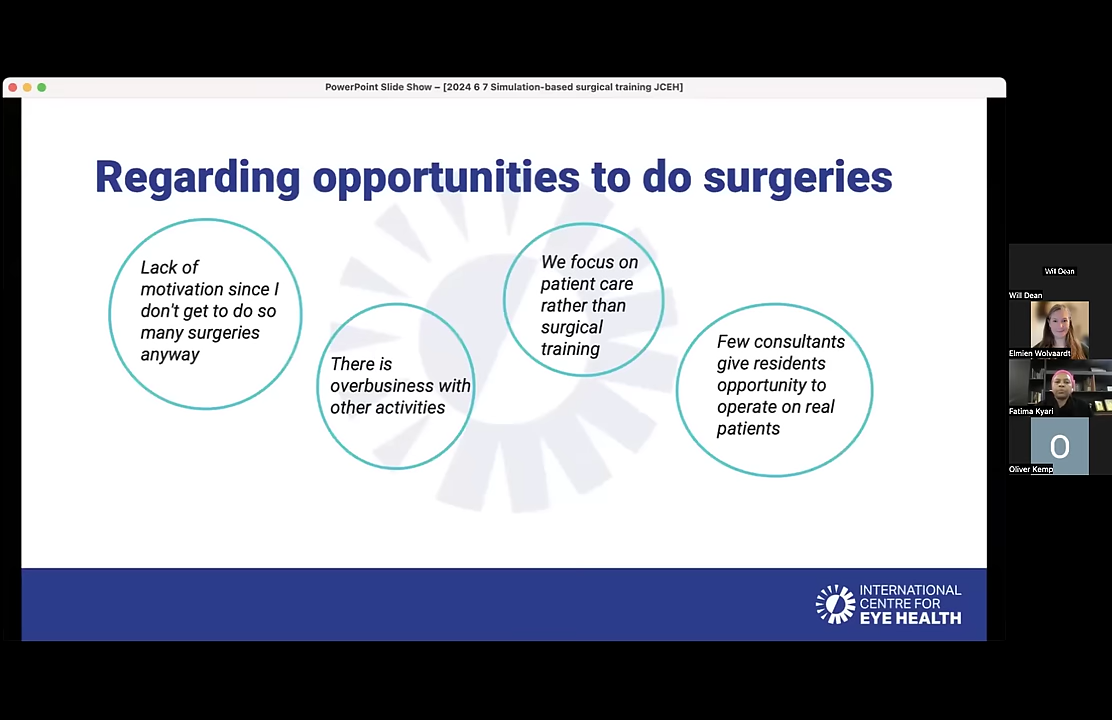 PowerPoint Slide Show – [2024 6 7 Simulation-based surgical training JCEH]
Regarding opportunities to do surgeries
Lack of
motivation since I
don't get to do so
many surgeries
anyway
There is
overbusiness with
other activities
We focus on
patient care
rather than
surgical
training
Few consultants
give residents
opportunity to
operate on real
patients
INTERNATIONAL
CENTRE FOR
EYE HEALTH
Will Dean
Will Dean
Elmien Wolvaardt
Fatima Kyari
O
Oliver Kemp